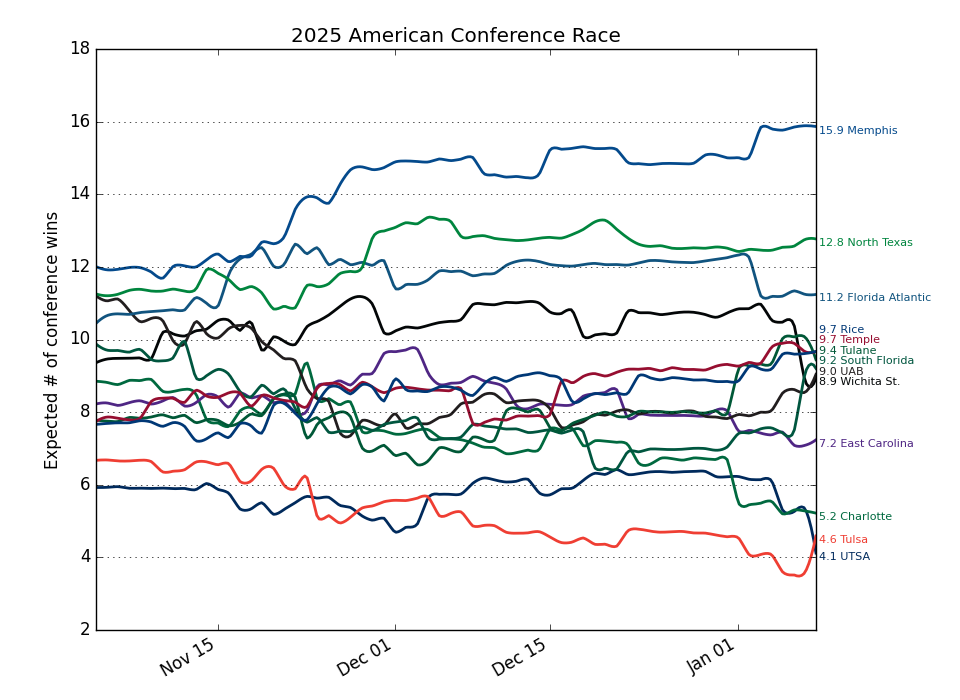 2025 American Conference Race
Expected # of conference wins
18
16
14
12
10
8
6
4
2
Nov 15
Dec 01
Dec 15
Jan 01
15.9 Memphis
12.8 North Texas
11.2 Florida Atlantic
9.7 Rice
9.7 Temple
9.4 Tulane
9.2 South Florida
9.0 UAB
8.9 Wichita St.
7.2 East Carolina
5.2 Charlotte
4.6 Tulsa
4.1 UTSA